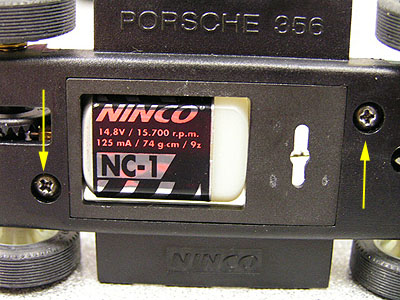 PORSCHE 356
NINCO®
14,8V / 15.700 r.p.m.
125 mA / 74 g·cm / 9z
NC-1
NINCO